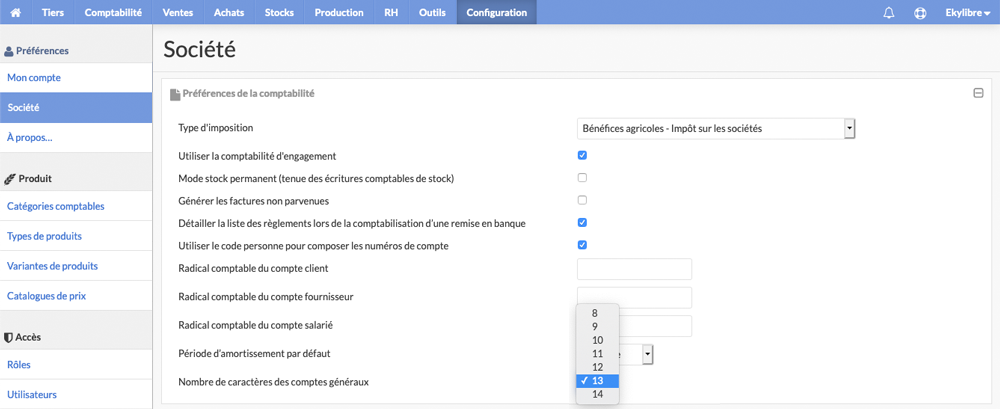 Tiers Comptabilité Ventes Achats Stocks Production RH Outils Configuration Ekylibre
Préférences
Mon compte
Société
À propos...
Produit
Catégories comptables
Types de produits
Variantes de produits
Catalogues de prix
Accès
Rôles
Utilisateurs
Société
Préférences de la comptabilité
Type d'imposition Bénéfices agricoles - Impôt sur les sociétés
Utiliser la comptabilité d'engagement
Mode stock permanent (tenue des écritures comptables de stock)
Générer les factures non parvenues
Détailler la liste des règlements lors de la comptabilisation d'une remise en banque
Utiliser le code personne pour composer les numéros de compte
Radical comptable du compte client
Radical comptable du compte fournisseur
Radical comptable du compte salarié
Période d'amortissement par défaut
Nombre de caractères des comptes généraux
8
9
10
11
12
✓ 13
14